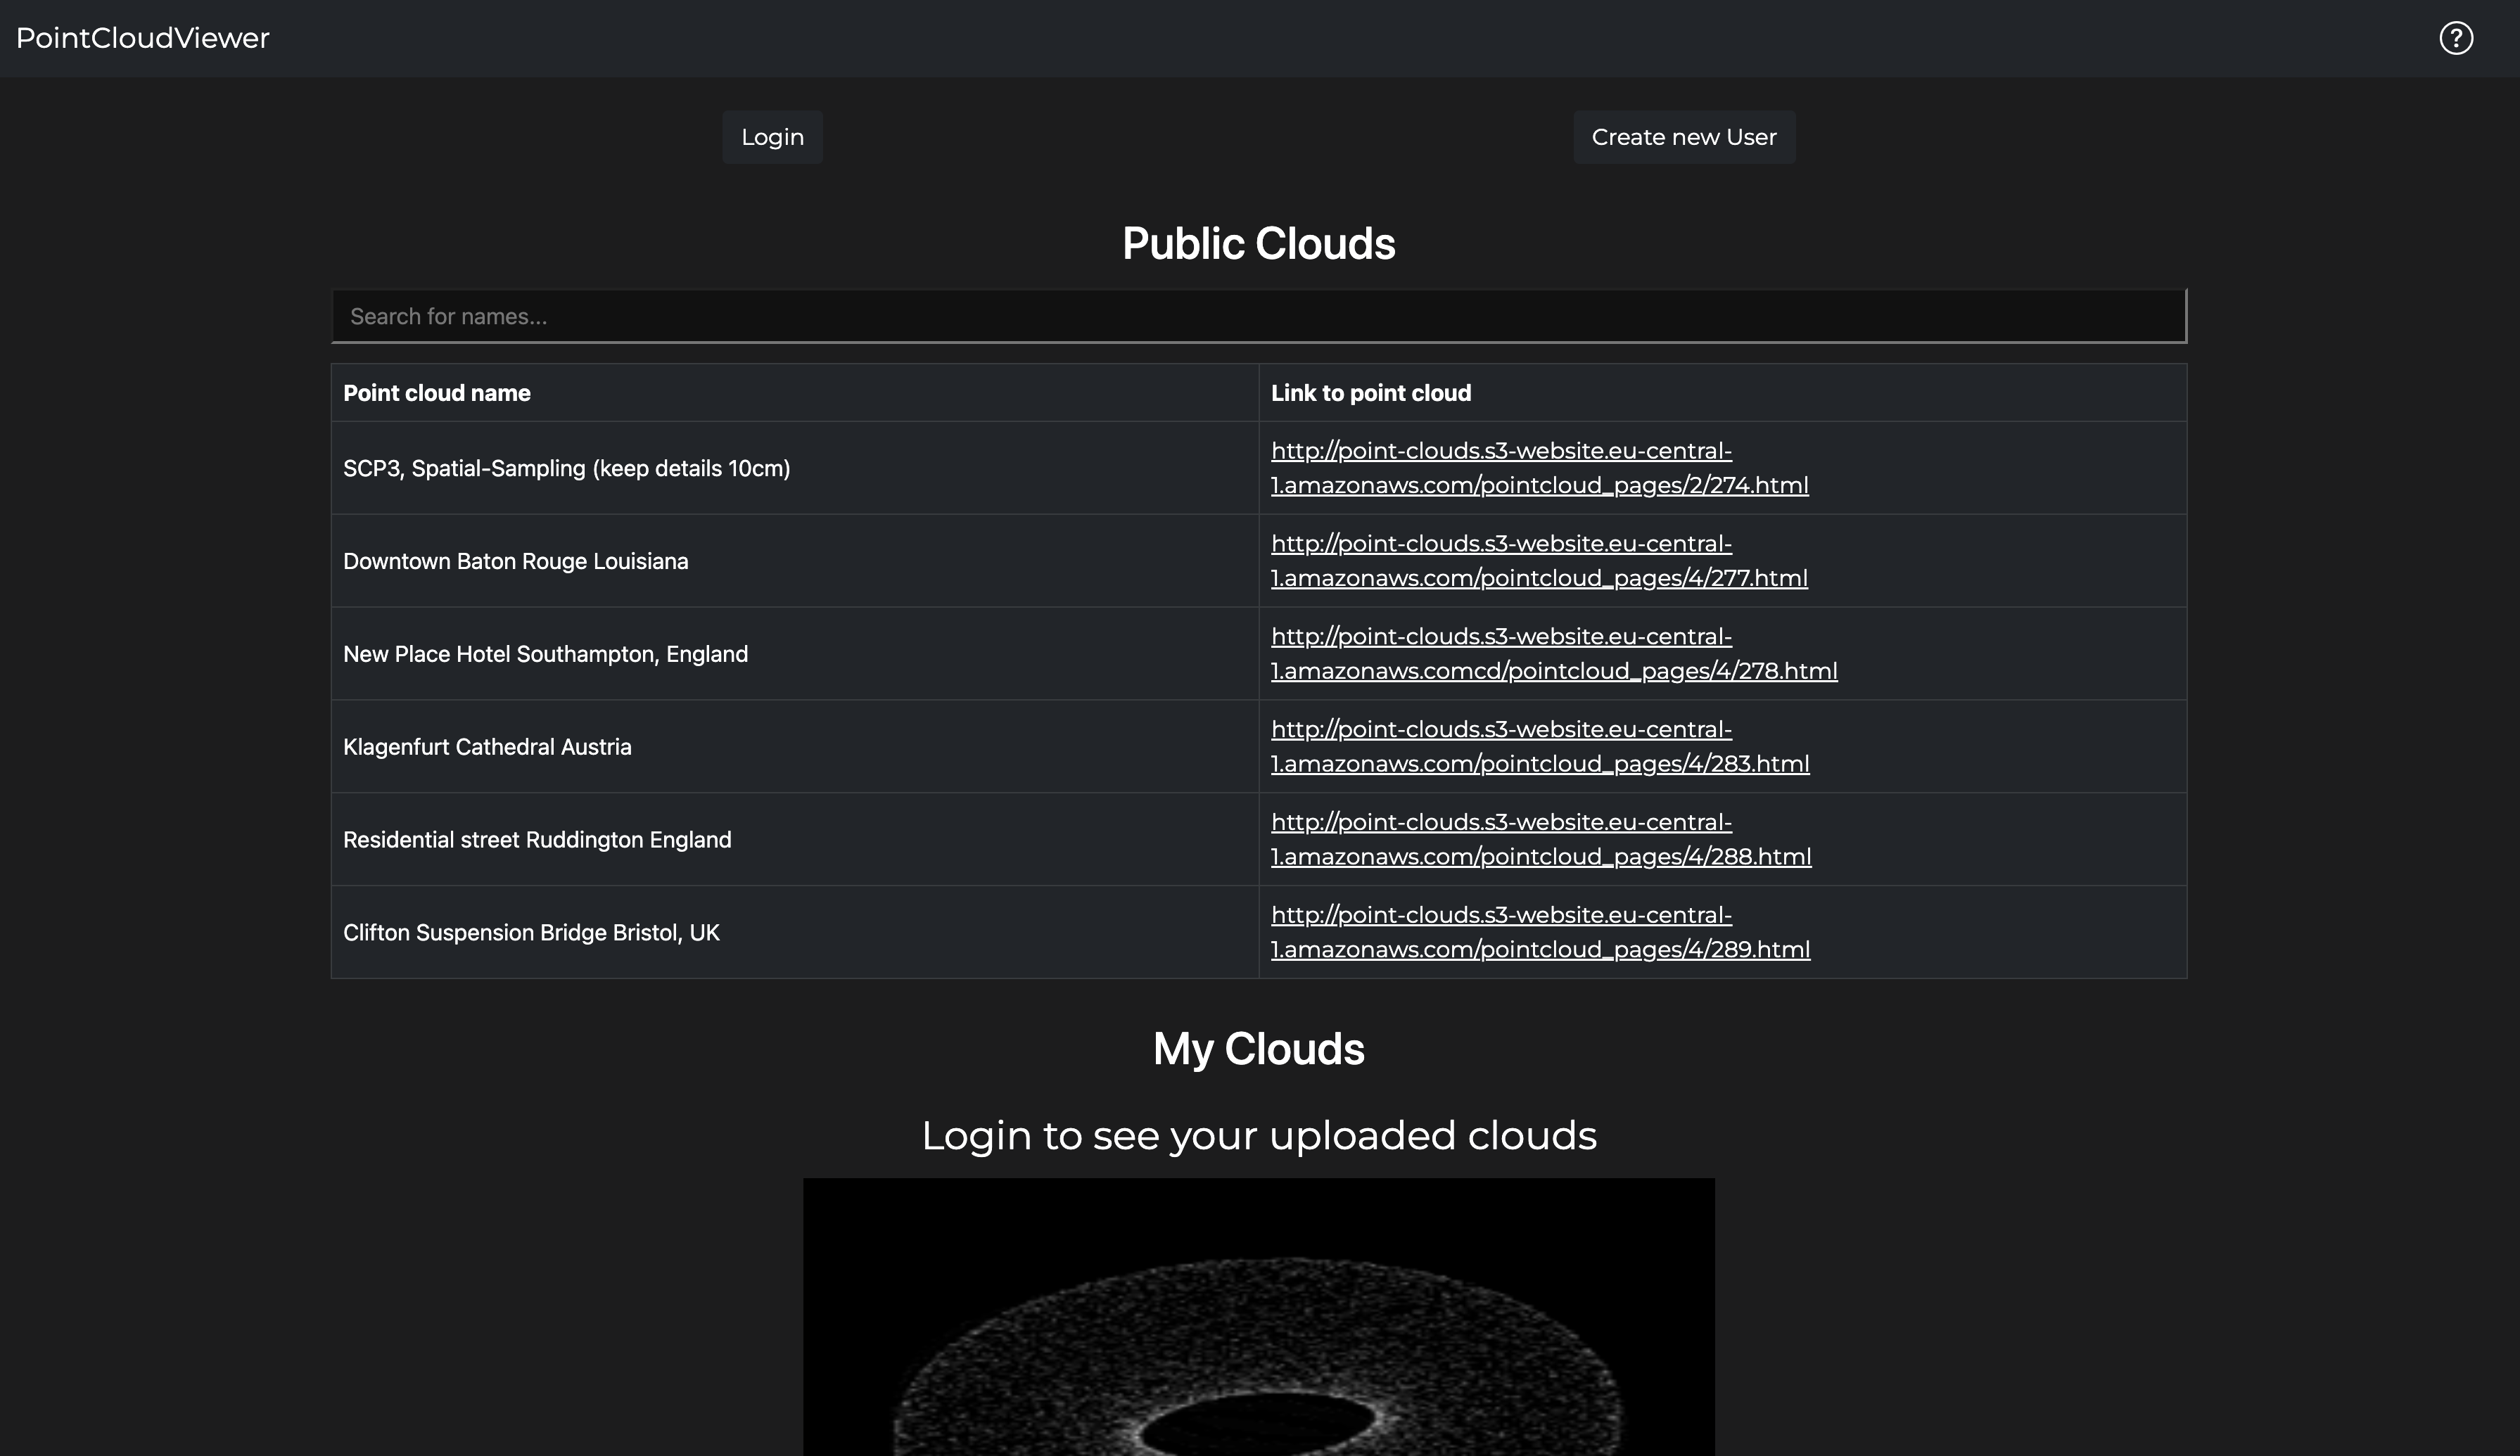 PointCloudViewer
?
Login
Create new User
Public Clouds
Search for names...
Point cloud name
Link to point cloud
SCP3, Spatial-Sampling (keep details 10cm)
http://point-clouds.s3-website.eu-central-
1.amazonaws.com/pointcloud_pages/2/274.html
Downtown Baton Rouge Louisiana
http://point-clouds.s3-website.eu-central-
1.amazonaws.com/pointcloud_pages/4/277.html
New Place Hotel Southampton, England
http://point-clouds.s3-website.eu-central-
1.amazonaws.comcd/pointcloud_pages/4/278.html
Klagenfurt Cathedral Austria
http://point-clouds.s3-website.eu-central-
1.amazonaws.com/pointcloud_pages/4/283.html
Residential street Ruddington England
http://point-clouds.s3-website.eu-central-
1.amazonaws.com/pointcloud_pages/4/288.html
Clifton Suspension Bridge Bristol, UK
http://point-clouds.s3-website.eu-central-
1.amazonaws.com/pointcloud_pages/4/289.html
My Clouds
Login to see your uploaded clouds